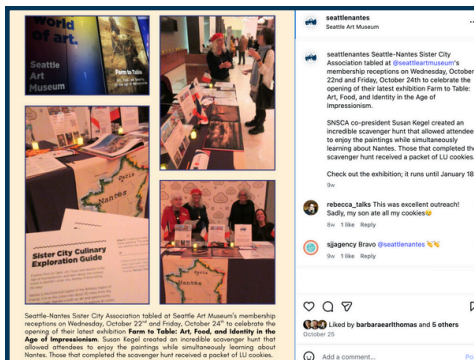 world
of art.
Seattle
Art
Museum
Farm to Table
Paris
Nantes
Sister City Culinary
Exploration Guide
Seattle-Nantes Sister City Association tabled at Seattle Art Museum's membership
receptions on Wednesday, October 22nd and Friday, October 24th to celebrate the
opening of their latest exhibition Farm to Table: Art, Food, and Identity in the
Age of Impressionism. Susan Kegel created an incredible scavenger hunt that
allowed attendees to enjoy the paintings while simultaneously learning about
Nantes. Those that completed the scavenger hunt received a packet of LU cookies.
seattlenantes
Seattle Art Museum
seattlenantes Seattle-Nantes Sister City
Association tabled at @seattleartmuseum's
membership receptions on Wednesday, October
22nd and Friday, October 24th to celebrate the
opening of their latest exhibition Farm to Table:
Art, Food, and Identity in the Age of
Impressionism.
SNSCA co-president Susan Kegel created an
incredible scavenger hunt that allowed attendee
to enjoy the paintings while simultaneously
learning about Nantes. Those that completed the
scavenger hunt received a packet of LU cookies.
Check out the exhibition; it runs until January 18
9w
rebecca_talks This was excellent outreach!
Sadly, my son ate all my cookies😢
8w 1 like Reply
sjjagency Bravo @seattlenantes 👏👏
9w 1 like Reply
Liked by barbaraearlthomas and 5 others
October 25
Add a comment...